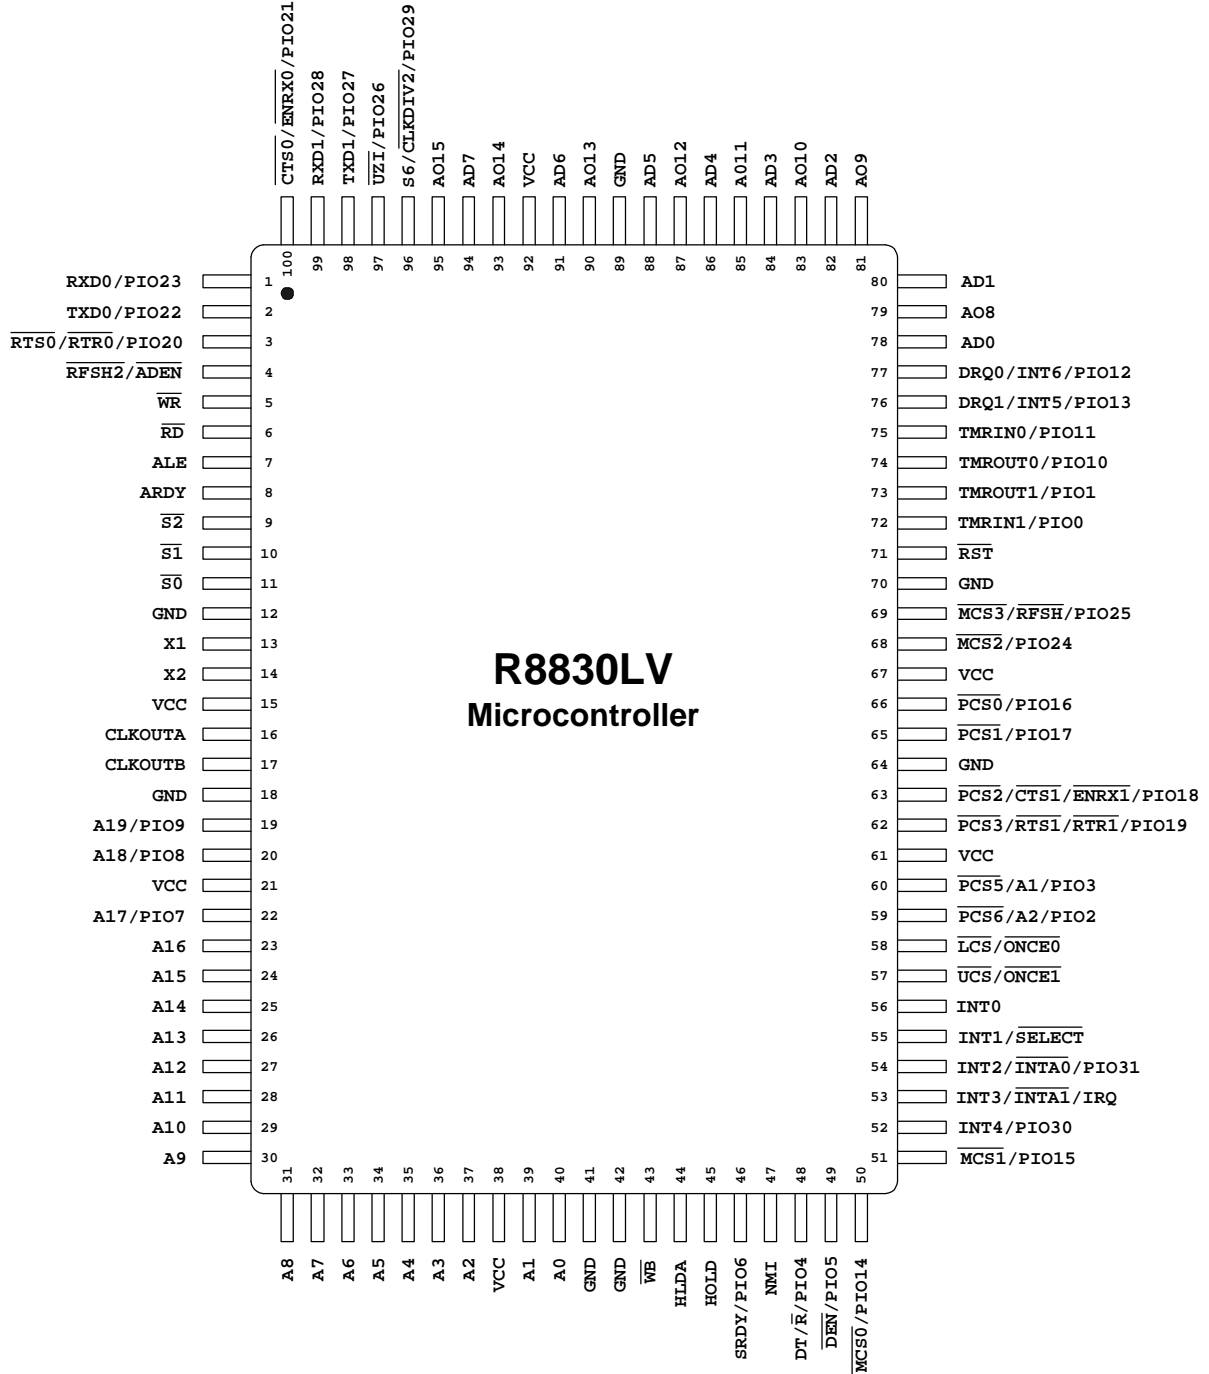 CTS0/ENRX0/PIO21
RXD1/PIO28
TXD1/PIO27
UZI/PIO26
S6/CLKDIV2/PIO29
AO15
AD7
AO14
VCC
AD6
AO13
GND
AD5
AO12
AD4
AO11
AD3
AO10
AD2
AO9
100 99 98 97 96 95 94 93 92 91 90 89 88 87 86 85 84 83 82 81
RXD0/PIO23 1
TXD0/PIO22 2
RTS0/RTR0/PIO20 3
RFSH2/ADEN 4
WR 5
RD 6
ALE 7
ARDY 8
S2 9
S1 10
S0 11
GND 12
X1 13
X2 14
VCC 15
CLKOUTA 16
CLKOUTB 17
GND 18
A19/PIO9 19
A18/PIO8 20
VCC 21
A17/PIO7 22
A16 23
A15 24
A14 25
A13 26
A12 27
A11 28
A10 29
A9 30
R8830LV
Microcontroller
80 AD1
79 AO8
78 AD0
77 DRQ0/INT6/PIO12
76 DRQ1/INT5/PIO13
75 TMRIN0/PIO11
74 TMROUT0/PIO10
73 TMROUT1/PIO1
72 TMRIN1/PIO0
71 RST
70 GND
69 MCS3/RFSH/PIO25
68 MCS2/PIO24
67 VCC
66 PCS0/PIO16
65 PCS1/PIO17
64 GND
63 PCS2/CTS1/ENRX1/PIO18
62 PCS3/RTS1/RTR1/PIO19
61 VCC
60 PCS5/A1/PIO3
59 PCS6/A2/PIO2
58 LCS/ONCE0
57 UCS/ONCE1
56 INT0
55 INT1/SELECT
54 INT2/INTA0/PIO31
53 INT3/INTA1/IRQ
52 INT4/PIO30
51 MCS1/PIO15
31 32 33 34 35 36 37 38 39 40 41 42 43 44 45 46 47 48 49 50
A8
A7
A6
A5
A4
A3
A2
VCC
A1
A0
GND
GND
WB
HLDA
HOLD
SRDY/PIO6
NMI
DT/R/PIO4
DEN/PIO5
MCS0/PIO14